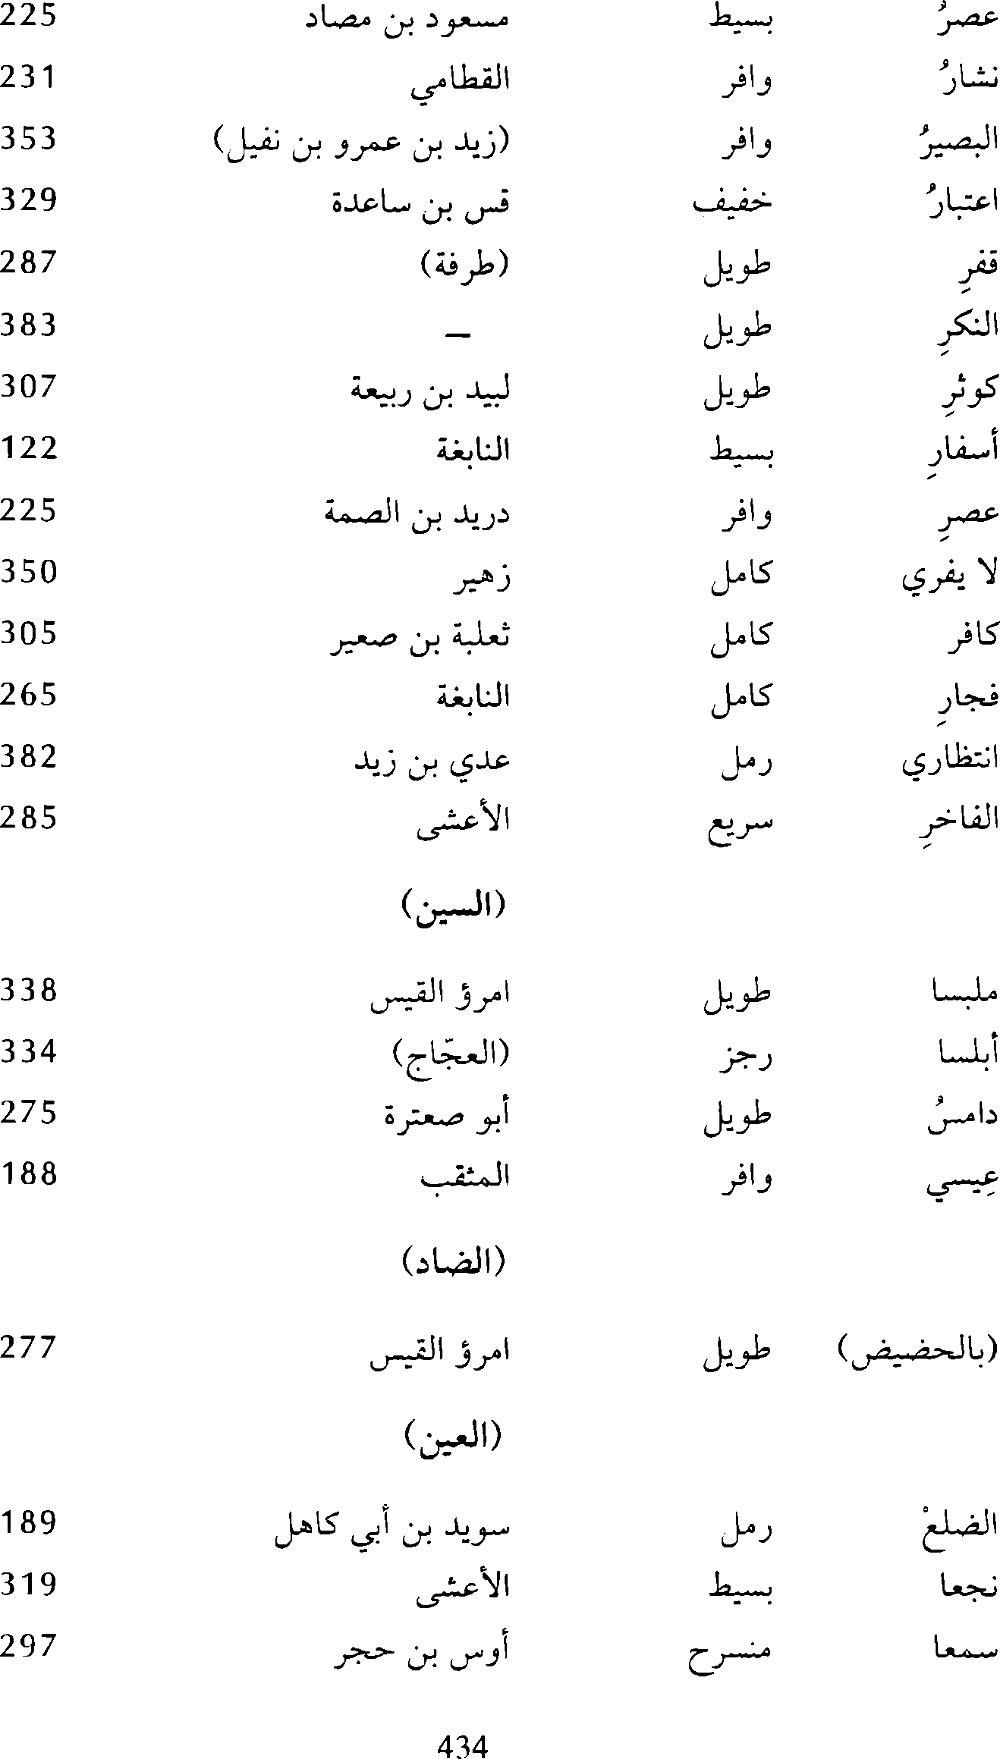 عصرُ بسيط مسعود بن مصاد 225
نشارُ وافر القطامي 231
البصيرُ وافر (زيد بن عمرو بن نفيل) 353
اعتبارُ خفيف قس بن ساعدة 329
قفرِ طويل (طرفة) 287
النكرِ طويل – 383
كوثرِ طويل لبيد بن ربيعة 307
أسفارِ بسيط النابغة 122
عصرِ وافر دريد بن الصمة 225
لا يفري كامل زهير 350
كافر كامل ثعلبة بن صعير 305
فجارِ كامل النابغة 265
انتظاري رمل عدي بن زيد 382
الفاخرِ سريع الأعشى 285
(السين)
ملبسا طويل امرؤ القيس 338
أبلسا رجز (العجّاج) 334
دامسُ طويل أبو صعترة 275
عِيسي وافر المثقب 188
(الضاد)
(بالحضيض) طويل امرؤ القيس 277
(العين)
الضلعْ رمل سويد بن أبي كاهل 189
نجعا بسيط الأعشى 319
سمعا منسرح أوس بن حجر 297
434